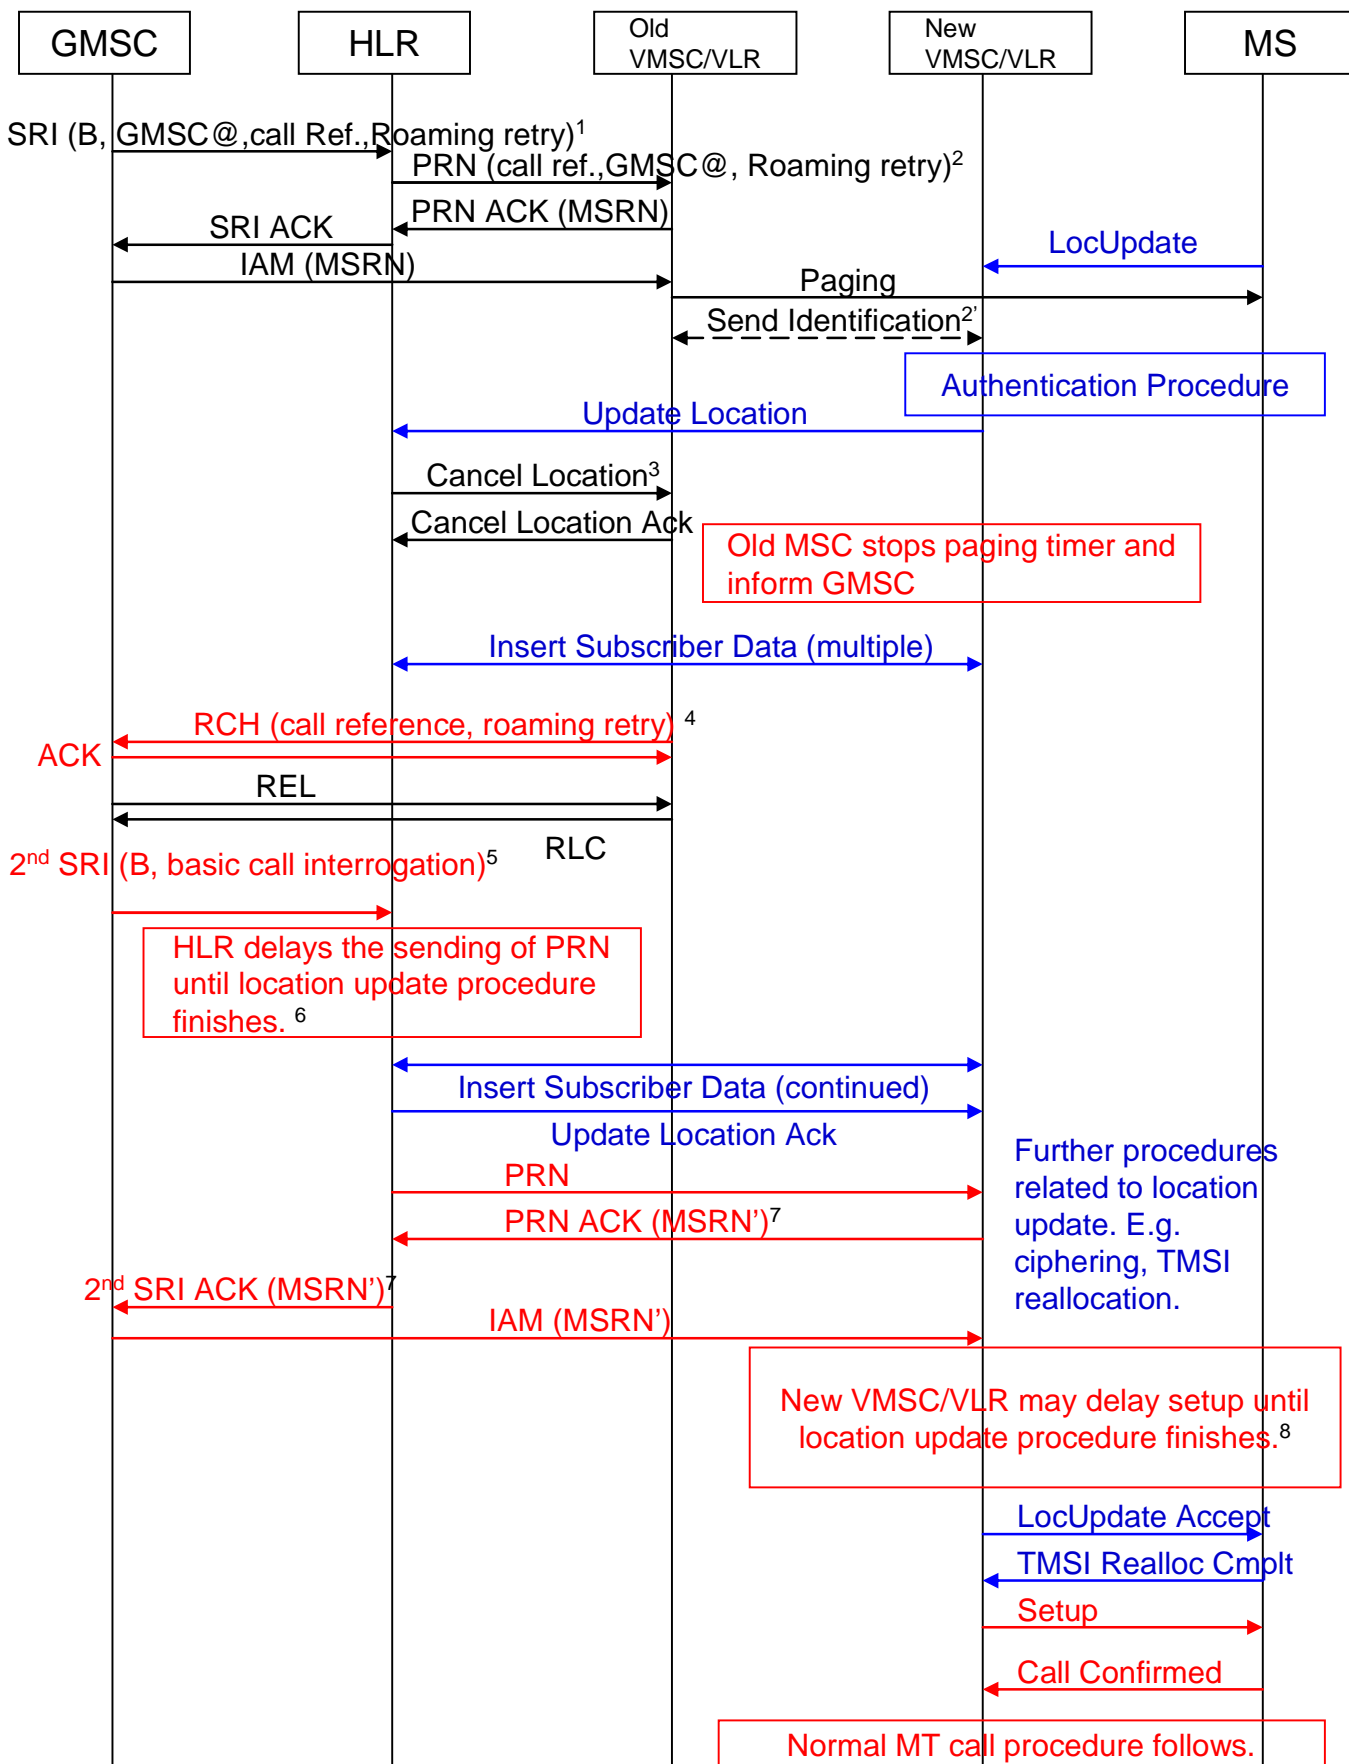 GMSC
HLR
Old
VMSC/VLR
New
VMSC/VLR
MS
SRI (B, GMSC@,call Ref.,Roaming retry)1
PRN (call ref.,GMSC@, Roaming retry)2
PRN ACK (MSRN)
SRI ACK
LocUpdate
IAM (MSRN)
Paging
Send Identification2'
Authentication Procedure
Update Location
Cancel Location3
Cancel Location Ack
Old MSC stops paging timer and
inform GMSC
Insert Subscriber Data (multiple)
RCH (call reference, roaming retry) 4
ACK
REL
RLC
2nd SRI (B, basic call interrogation)5
HLR delays the sending of PRN
until location update procedure
finishes. 6
Insert Subscriber Data (continued)
Update Location Ack
Further procedures
related to location
update. E.g.
ciphering, TMSI
reallocation.
PRN
PRN ACK (MSRN’)7
2nd SRI ACK (MSRN’)7
IAM (MSRN’)
New VMSC/VLR may delay setup until
location update procedure finishes.8
LocUpdate Accept
TMSI Realloc Cmplt
Setup
Call Confirmed
Normal MT call procedure follows.